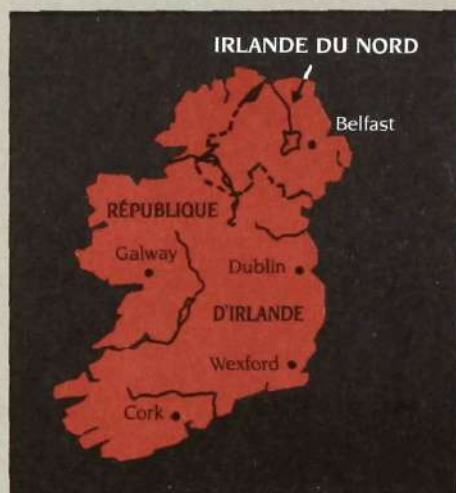 IRLANDE DU NORD
Belfast
RÉPUBLIQUE
Galway
Dublin
D'IRLANDE
Wexford
Cork